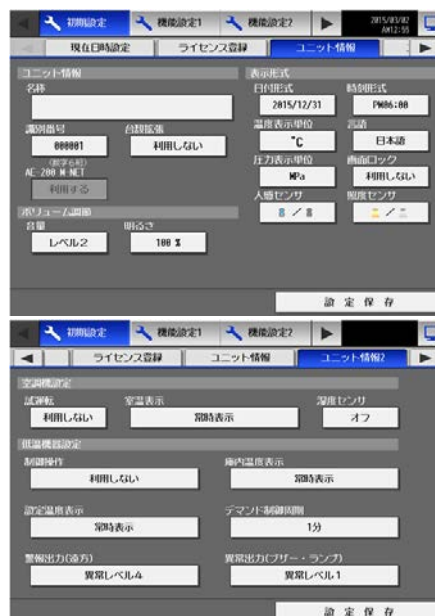 初期設定 機能設定1 機能設定2 2015/03/02
AM12:55
現在日時設定 ライセンス登録 ユニット情報
ユニット情報 表示形式
名称 日付形式 時刻形式
2015/12/31 PM06:00
識別番号 台数拡張 温度表示単位 言語
000001 利用しない ℃ 日本語
(数字6桁) 圧力表示単位 画面ロック
AE-200 M-NET MPa 利用しない
利用する 人感センサ 照度センサ
ボリューム調節 /
音量 明るさ /
レベル2 100 %
設定保存
初期設定 機能設定1 機能設定2
ライセンス登録 ユニット情報 ユニット情報2
空調機設定
試運転 室温表示 湿度センサ
利用しない 常時表示 オフ
低温機器設定
制御操作 庫内温度表示
利用しない 常時表示
設定温度表示 デマンド制御周期
常時表示 1分
警報出力(遠方) 異常出力(ブザー・ランプ)
異常レベル4 異常レベル1
設定保存